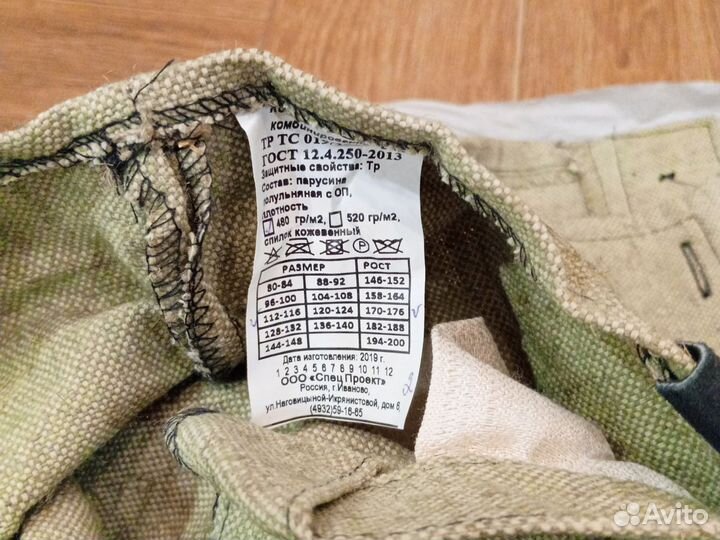 ТР ТС 019
ГОСТ 12.4.250-2013
Защитные свойства: Тр
Состав: парусина
полульняная с ОП,
плотность
480 гр/м2, 520 гр/м2,
спилок кожевенный
РАЗМЕР РОСТ
80-84 88-92 146-152
96-100 104-108 158-164
112-116 120-124 170-176
128-132 136-140 182-188
144-148 194-200
Дата изготовления: 2019 г.
1 2 3 4 5 6 7 8 9 10 11 12
ООО «Спец Проект»
Россия, г.Иваново,
ул.Наговицыной-Икрянистовой, дом 6,
(4932)59-16-85
Avito